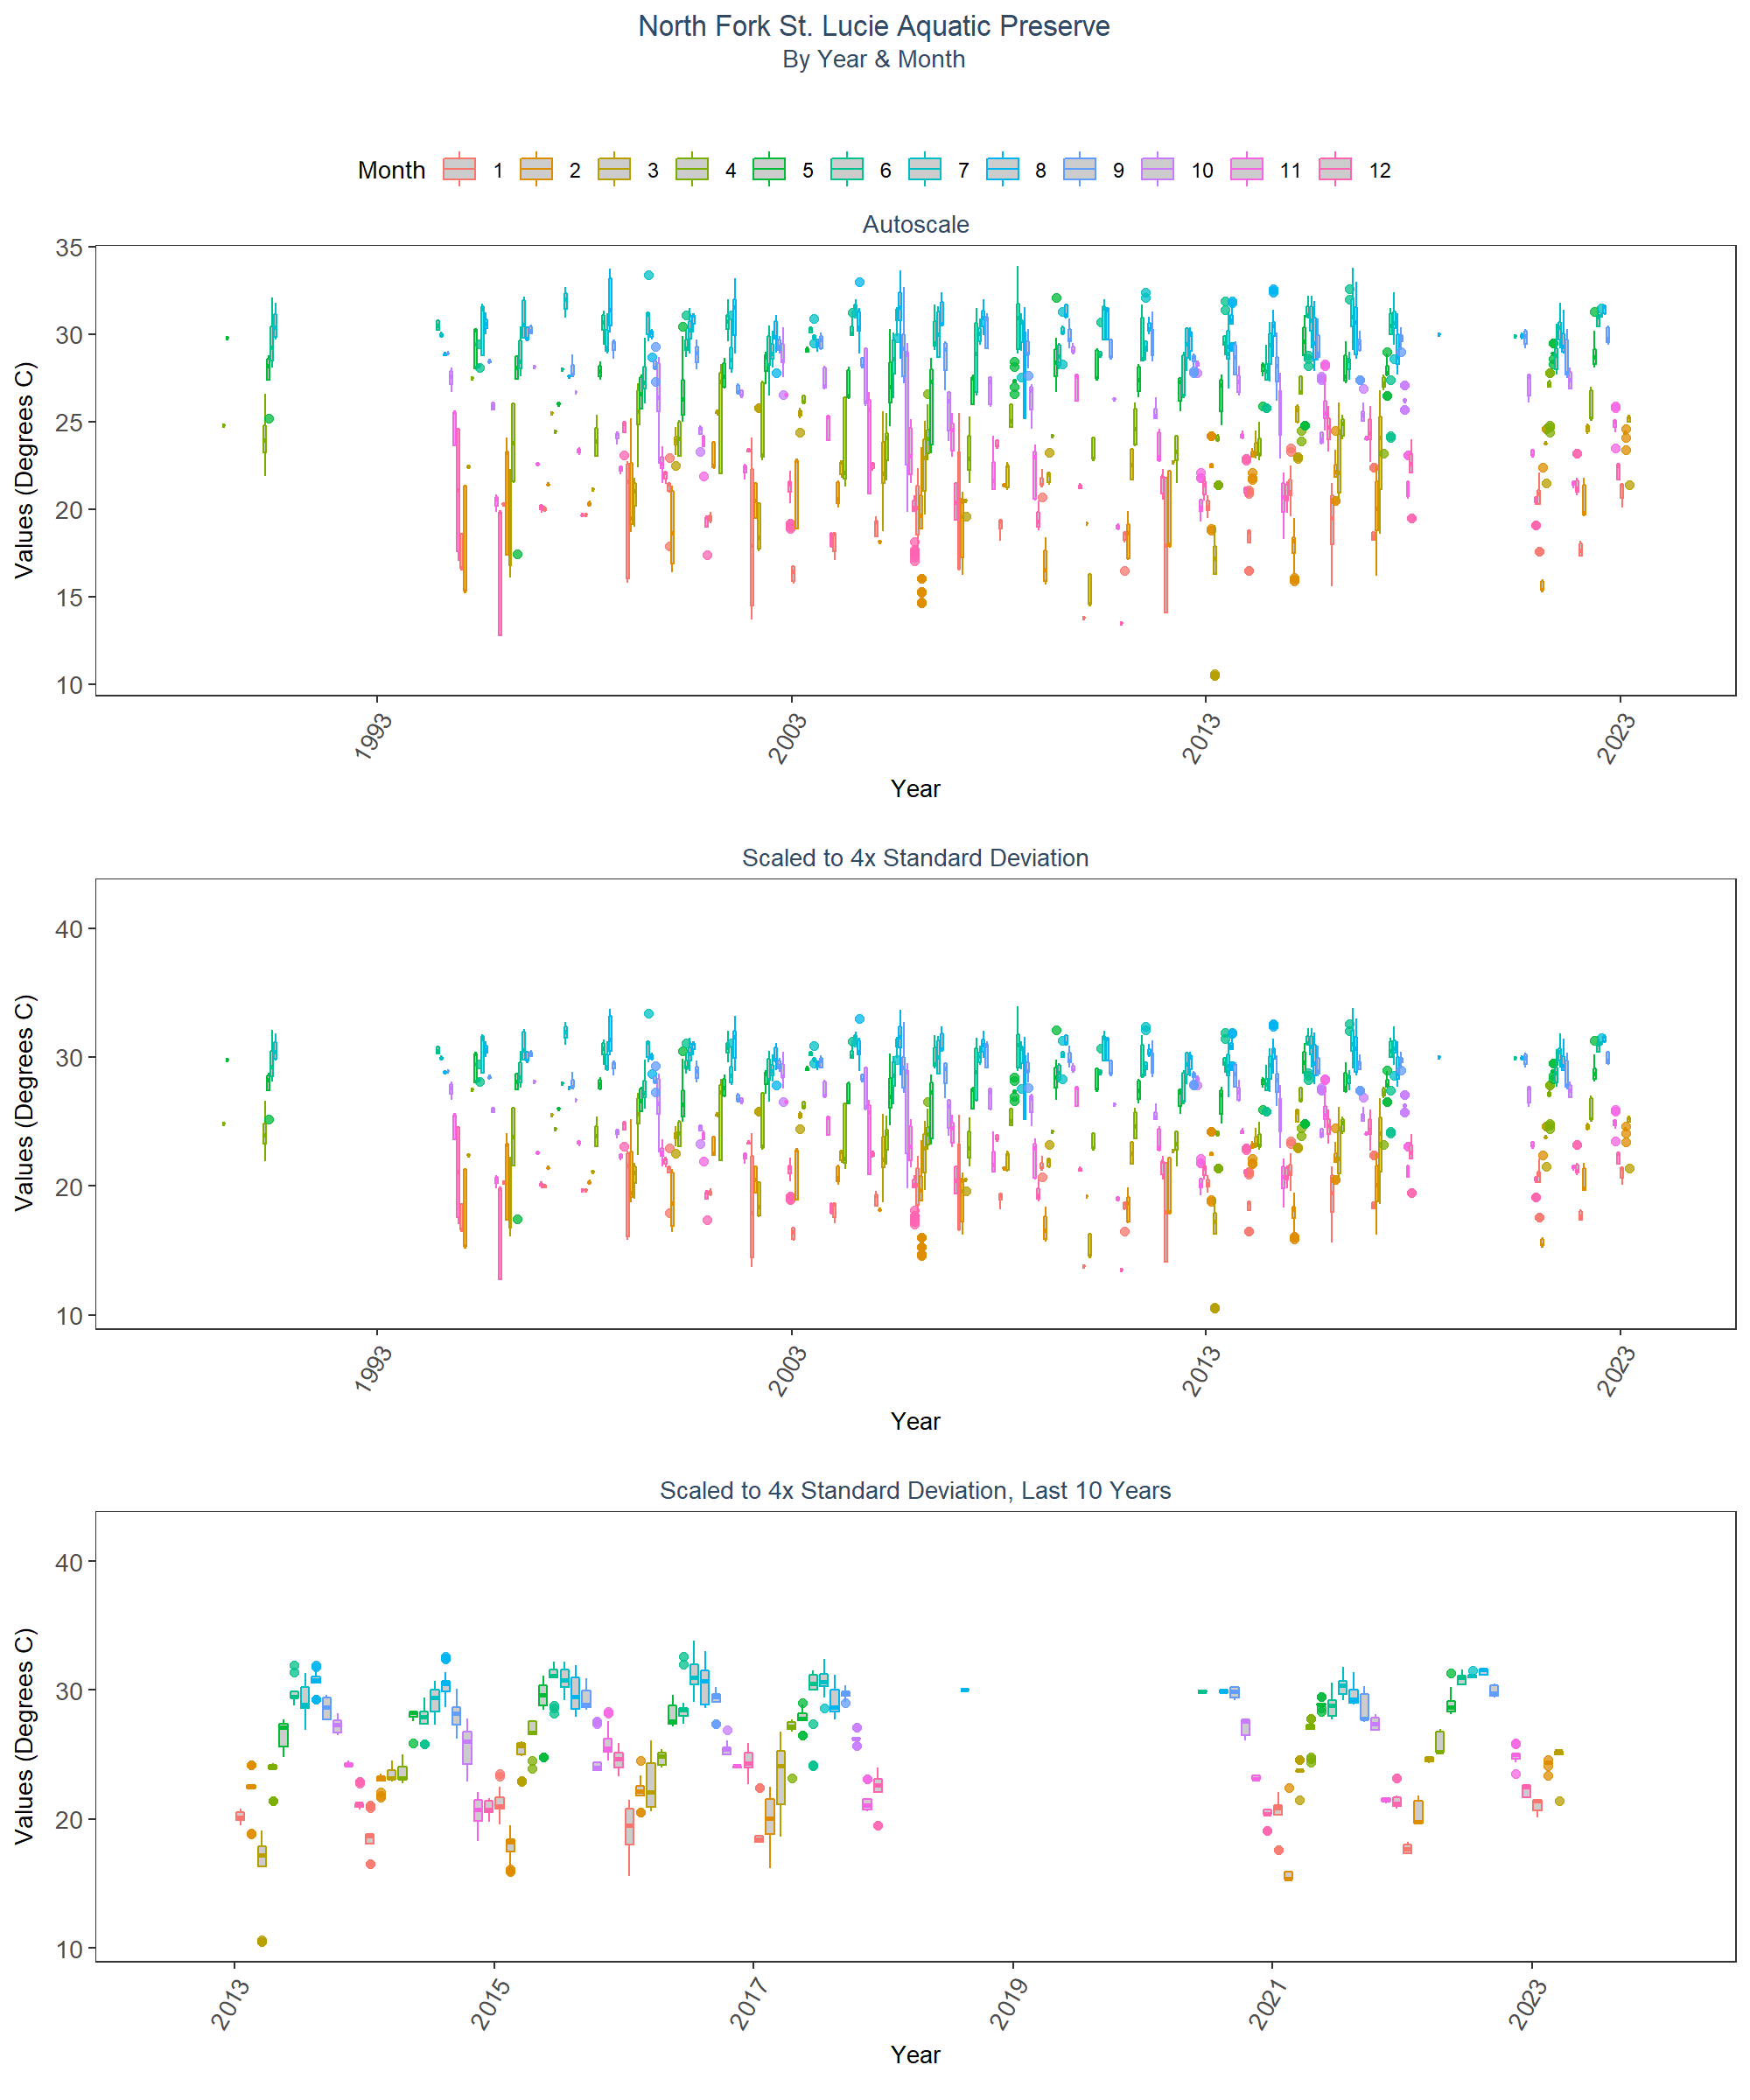 North Fork St. Lucie Aquatic Preserve
By Year & Month
Month 1 2 3 4 5 6 7 8 9 10 11 12
Autoscale
35
30
25
20
15
10
Values (Degrees C)
1993 2003 2013 2023
Year
Scaled to 4x Standard Deviation
40
30
20
10
Values (Degrees C)
1993 2003 2013 2023
Year
Scaled to 4x Standard Deviation, Last 10 Years
40
30
20
10
Values (Degrees C)
2013 2015 2017 2019 2021 2023
Year